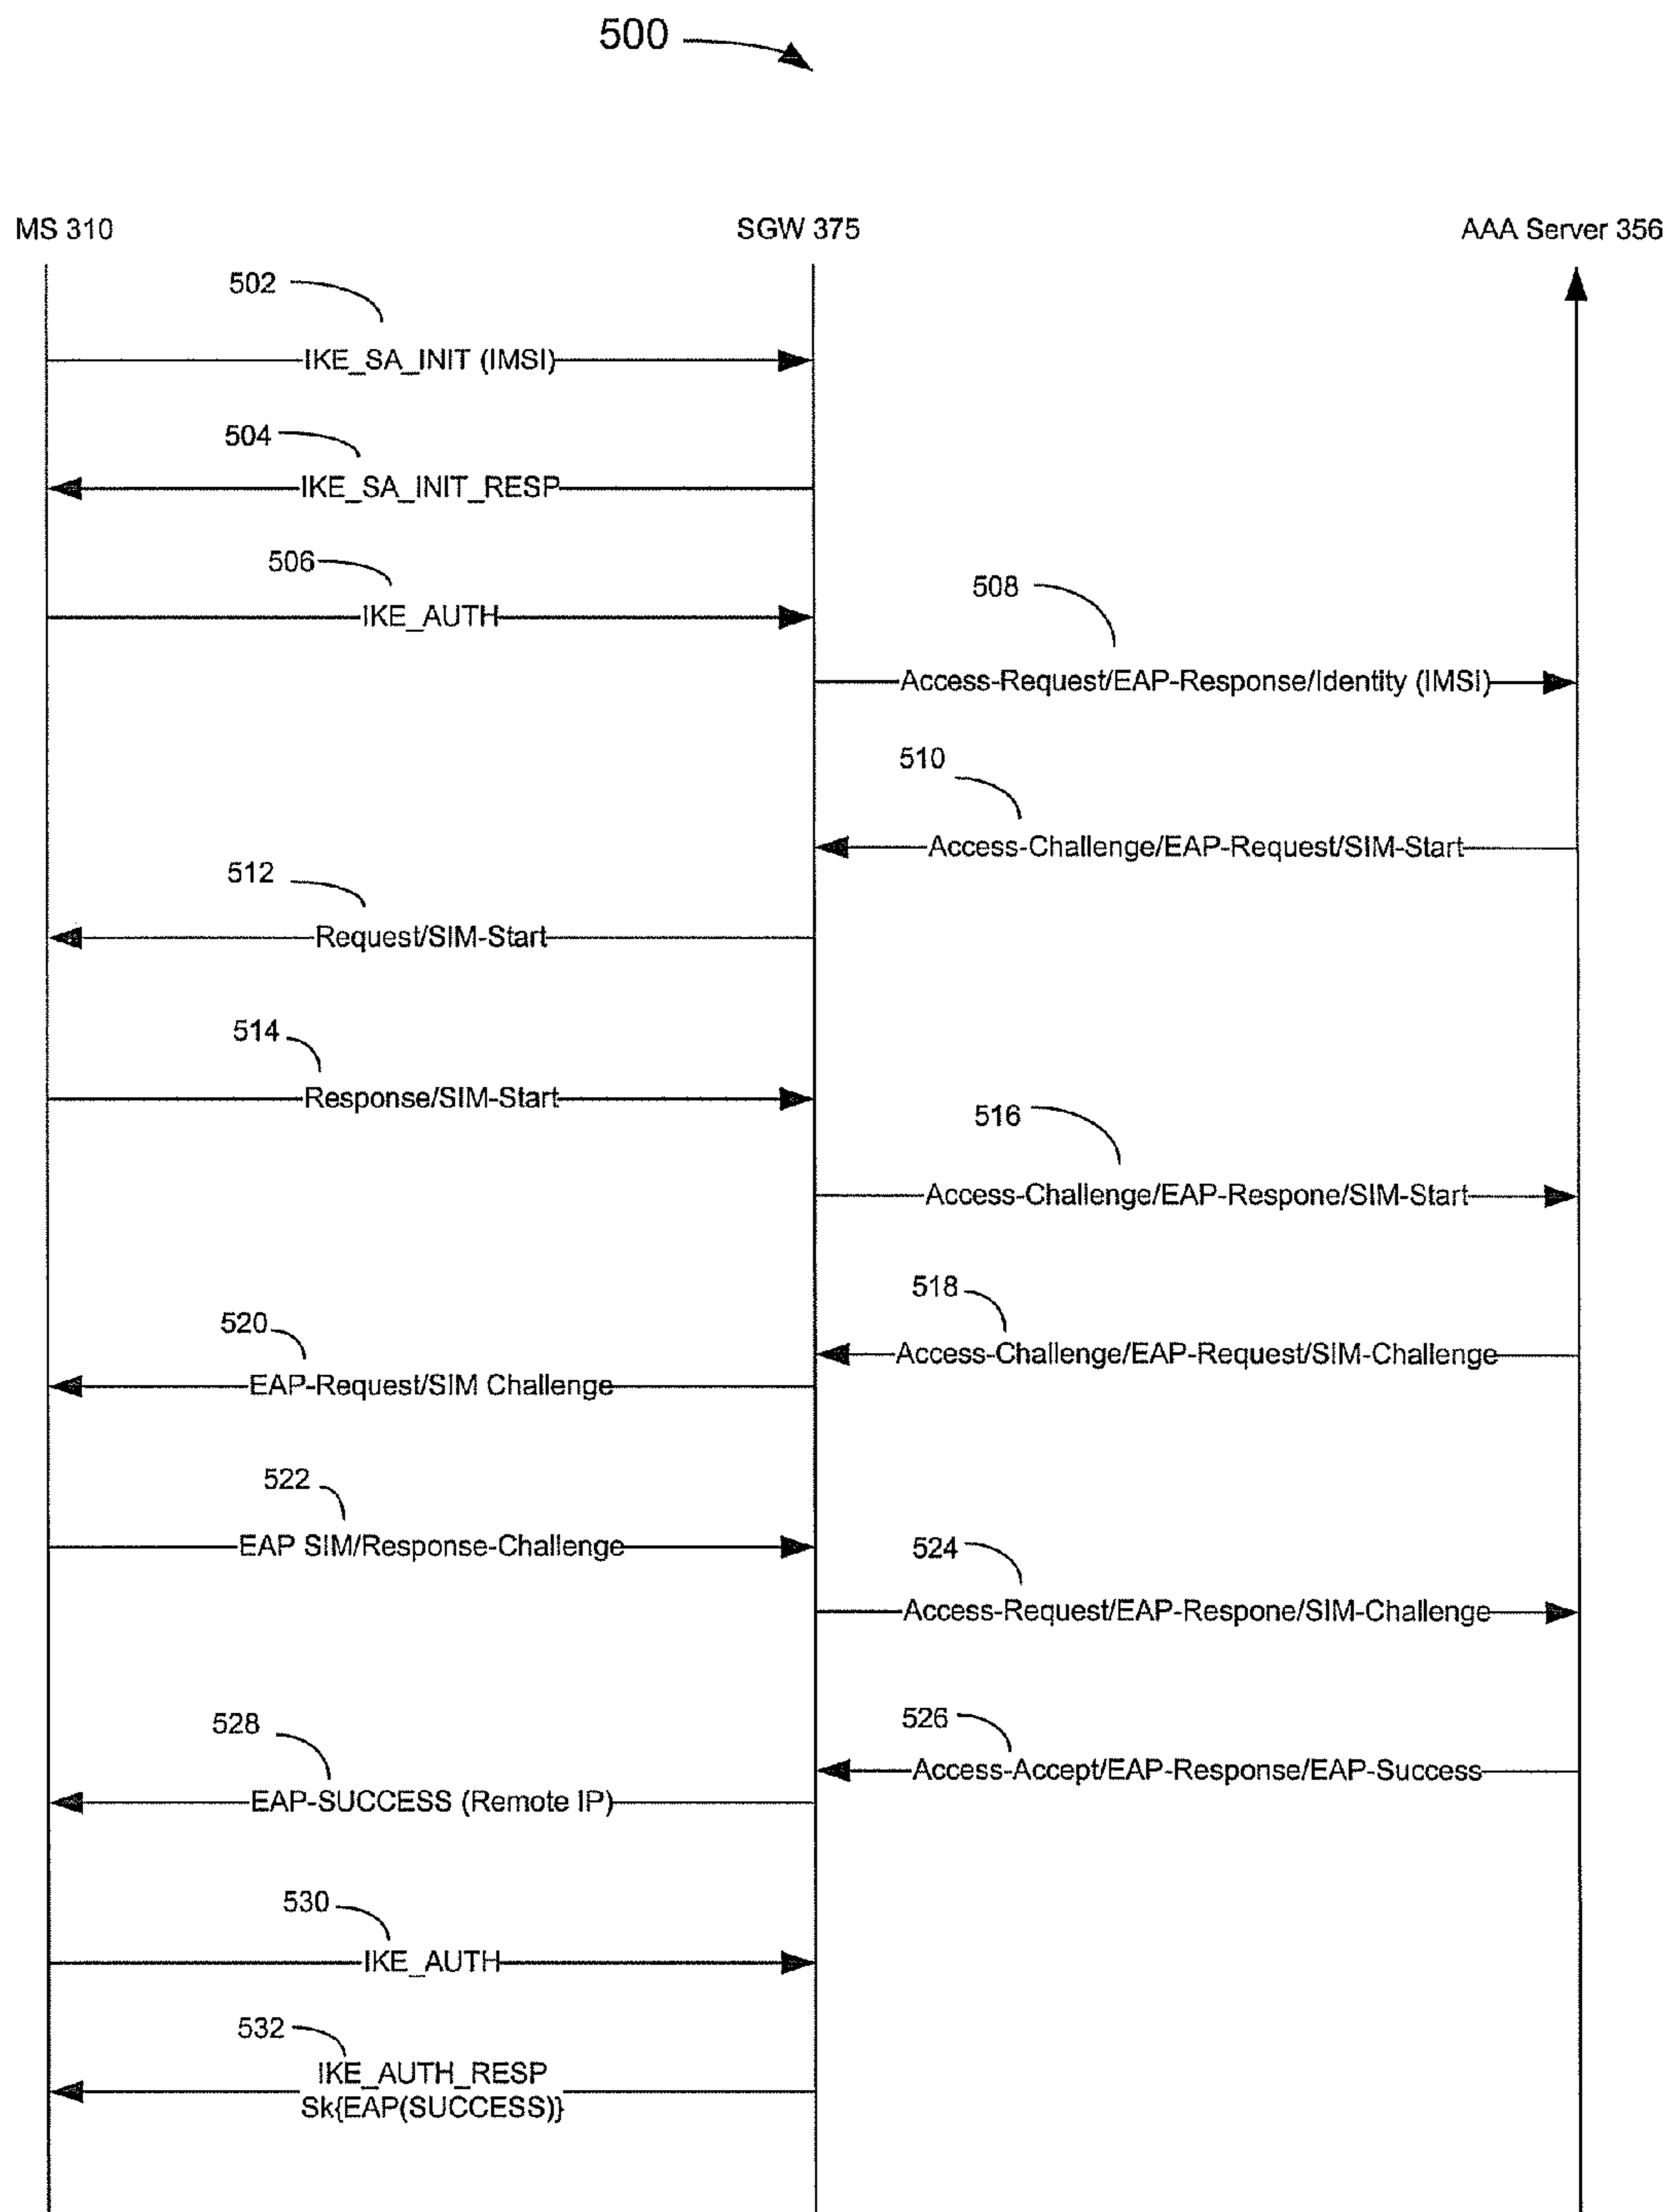 500
MS 310
SGW 375
AAA Server 356
502
IKE_SA_INIT (IMSI)
504
IKE_SA_INIT_RESP
506
IKE_AUTH
508
Access-Request/EAP-Response/Identity (IMSI)
510
Access-Challenge/EAP-Request/SIM-Start
512
Request/SIM-Start
514
Response/SIM-Start
516
Access-Challenge/EAP-Respone/SIM-Start
518
Access-Challenge/EAP-Request/SIM-Challenge
520
EAP-Request/SIM Challenge
522
EAP SIM/Response-Challenge
524
Access-Request/EAP-Respone/SIM-Challenge
526
Access-Accept/EAP-Response/EAP-Success
528
EAP-SUCCESS (Remote IP)
530
IKE_AUTH
532
IKE_AUTH_RESP
Sk{EAP(SUCCESS)}